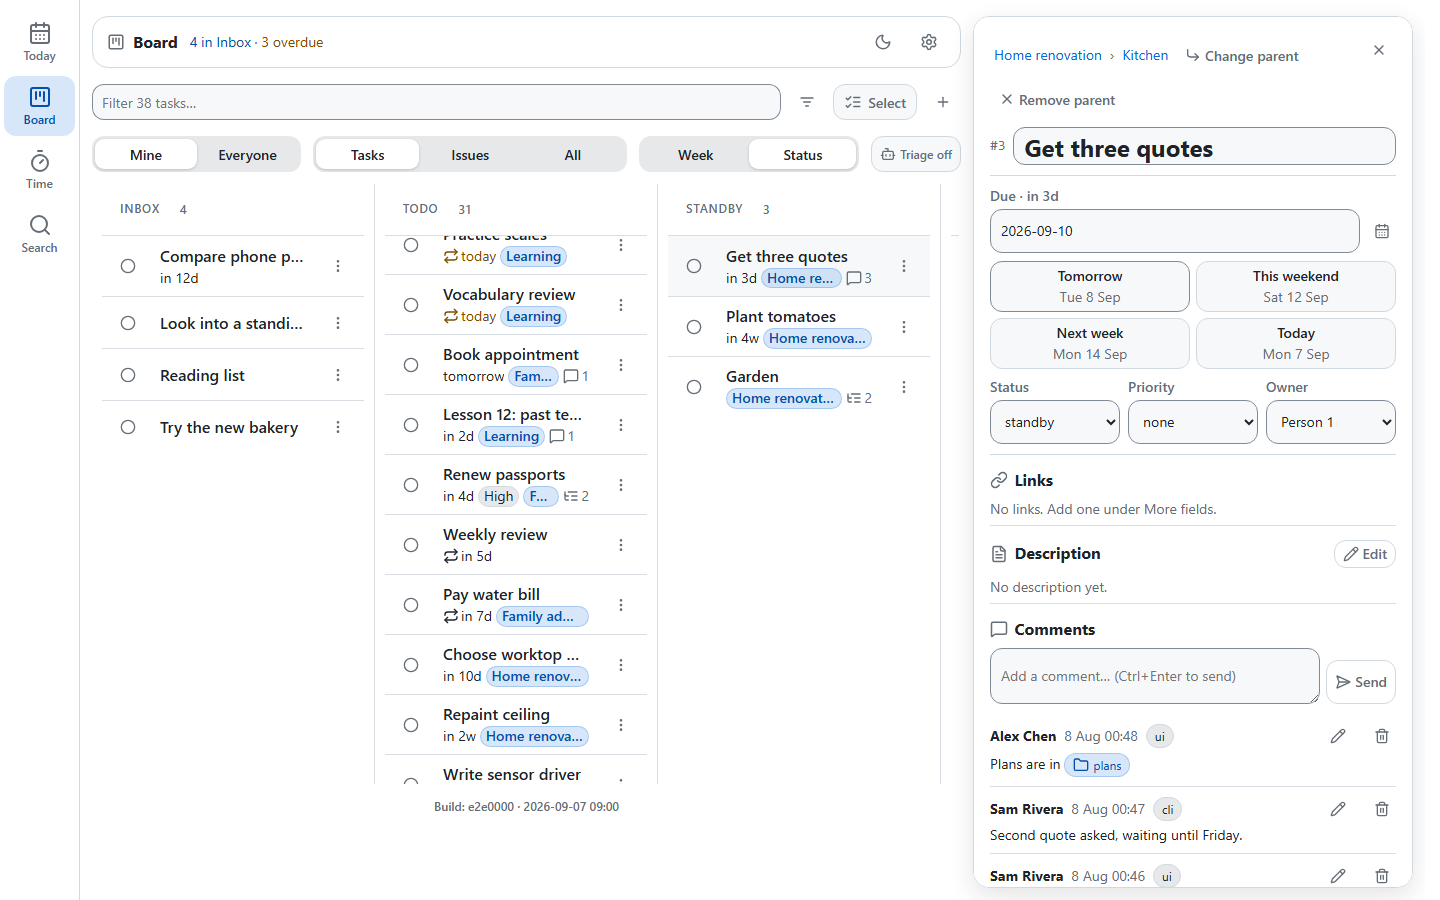 Today
Board
Time
Search
Board 4 in Inbox · 3 overdue
Filter 38 tasks...
Select
Mine Everyone
Tasks Issues All
Week Status
Triage off
INBOX 4
Compare phone p...
in 12d
Look into a standi...
Reading list
Try the new bakery
TODO 31
Practice scales
today Learning
Vocabulary review
today Learning
Book appointment
tomorrow Fam... 1
Lesson 12: past te...
in 2d Learning 1
Renew passports
in 4d High F... 2
Weekly review
in 5d
Pay water bill
in 7d Family ad...
Choose worktop ...
in 10d Home renov...
Repaint ceiling
in 2w Home renova...
Write sensor driver
STANDBY 3
Get three quotes
in 3d Home re... 3
Plant tomatoes
in 4w Home renova...
Garden
Home renovat... 2
Build: e2e0000 · 2026-09-07 09:00
Home renovation › Kitchen Change parent
Remove parent
#3 Get three quotes
Due · in 3d
2026-09-10
Tomorrow
Tue 8 Sep
This weekend
Sat 12 Sep
Next week
Mon 14 Sep
Today
Mon 7 Sep
Status Priority Owner
standby none Person 1
Links
No links. Add one under More fields.
Description Edit
No description yet.
Comments
Add a comment... (Ctrl+Enter to send)
Send
Alex Chen 8 Aug 00:48 ui
Plans are in plans
Sam Rivera 8 Aug 00:47 cli
Second quote asked, waiting until Friday.
Sam Rivera 8 Aug 00:46 ui